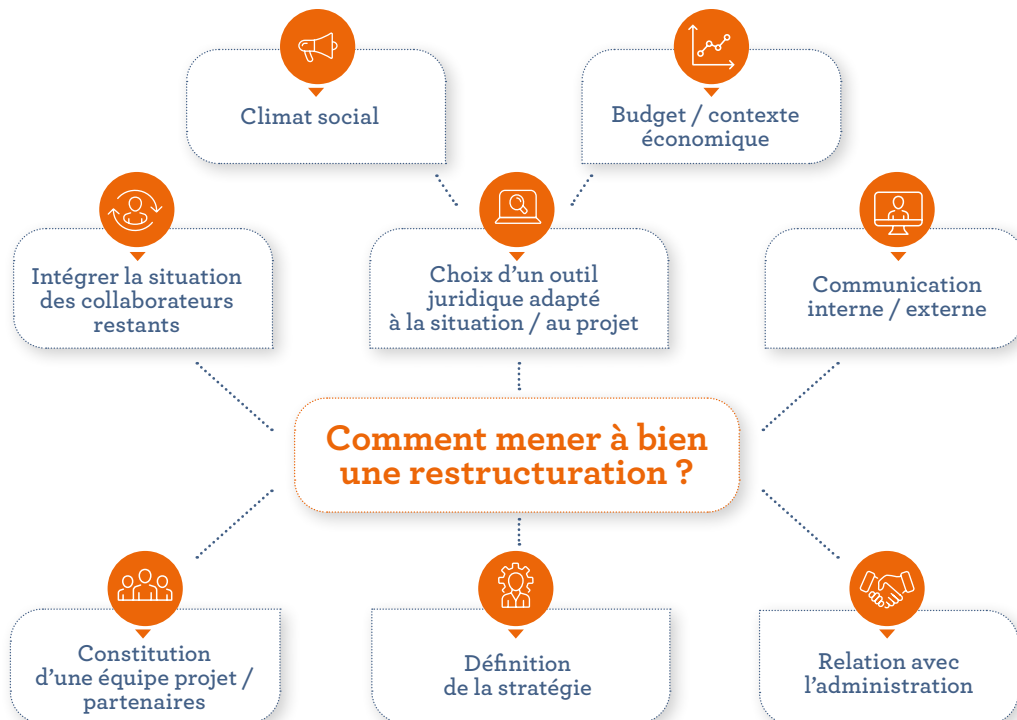 Climat social
Budget / contexte
économique
Intégrer la situation
des collaborateurs
restants
Choix d'un outil
juridique adapté
à la situation / au projet
Communication
interne / externe
Comment mener à bien
une restructuration ?
Constitution
d'une équipe projet /
partenaires
Définition
de la stratégie
Relation avec
l'administration